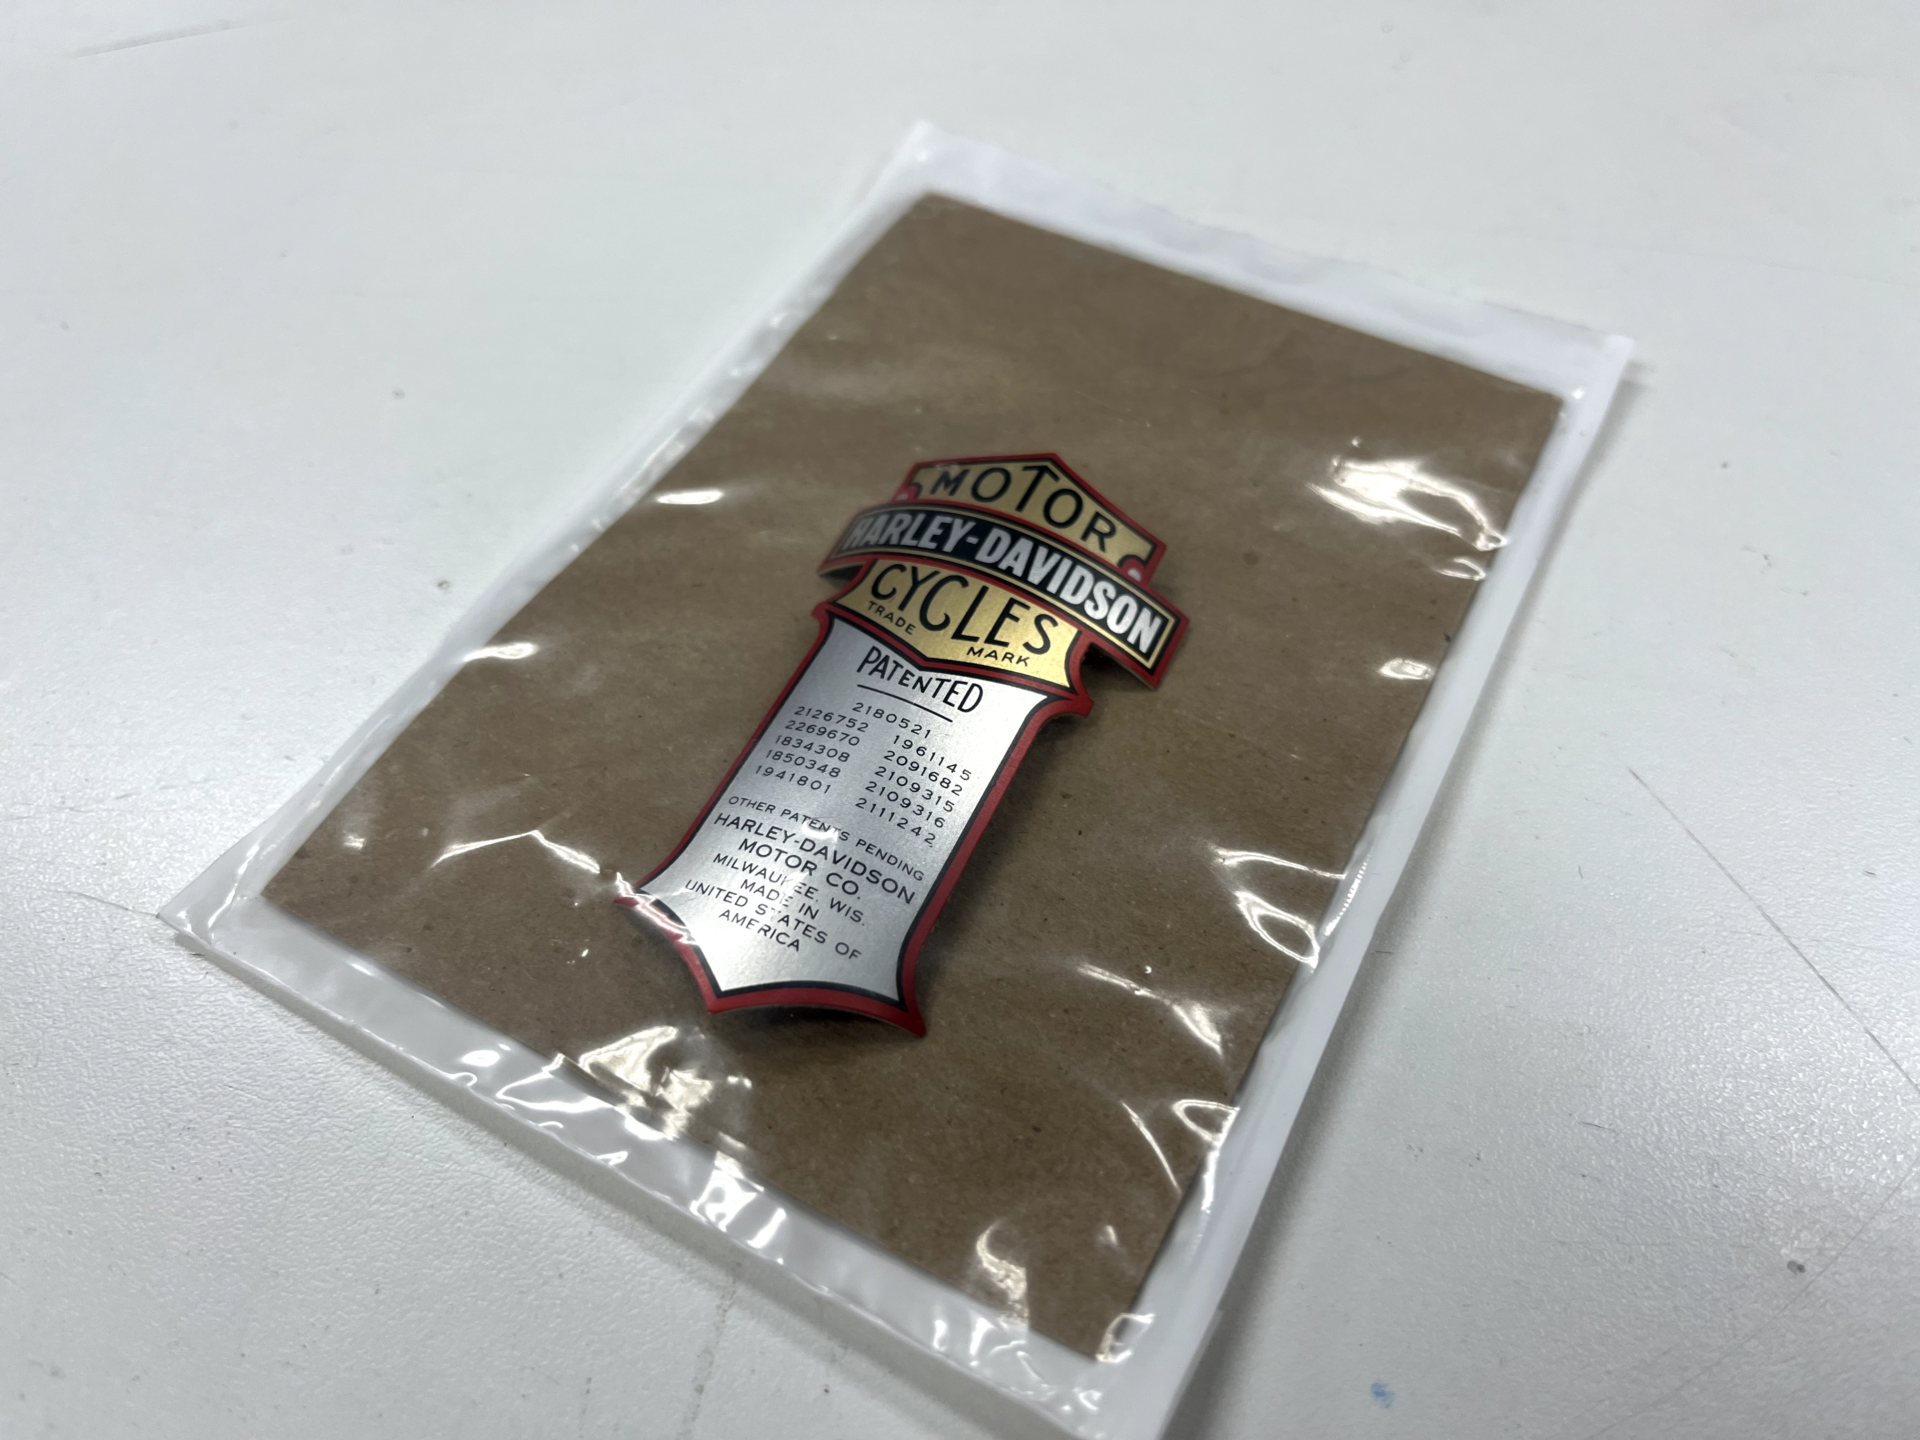 MOTOR
HARLEY-DAVIDSON
CYCLES
TRADE MARK
PATENTED
2180521
2126752 1961145
2269670 2091682
1834308 2109315
1850348 2109316
1941801 2111242
OTHER PATENTS PENDING
HARLEY-DAVIDSON
MOTOR CO.
MILWAUKEE, WIS.
MADE IN
UNITED STATES OF
AMERICA